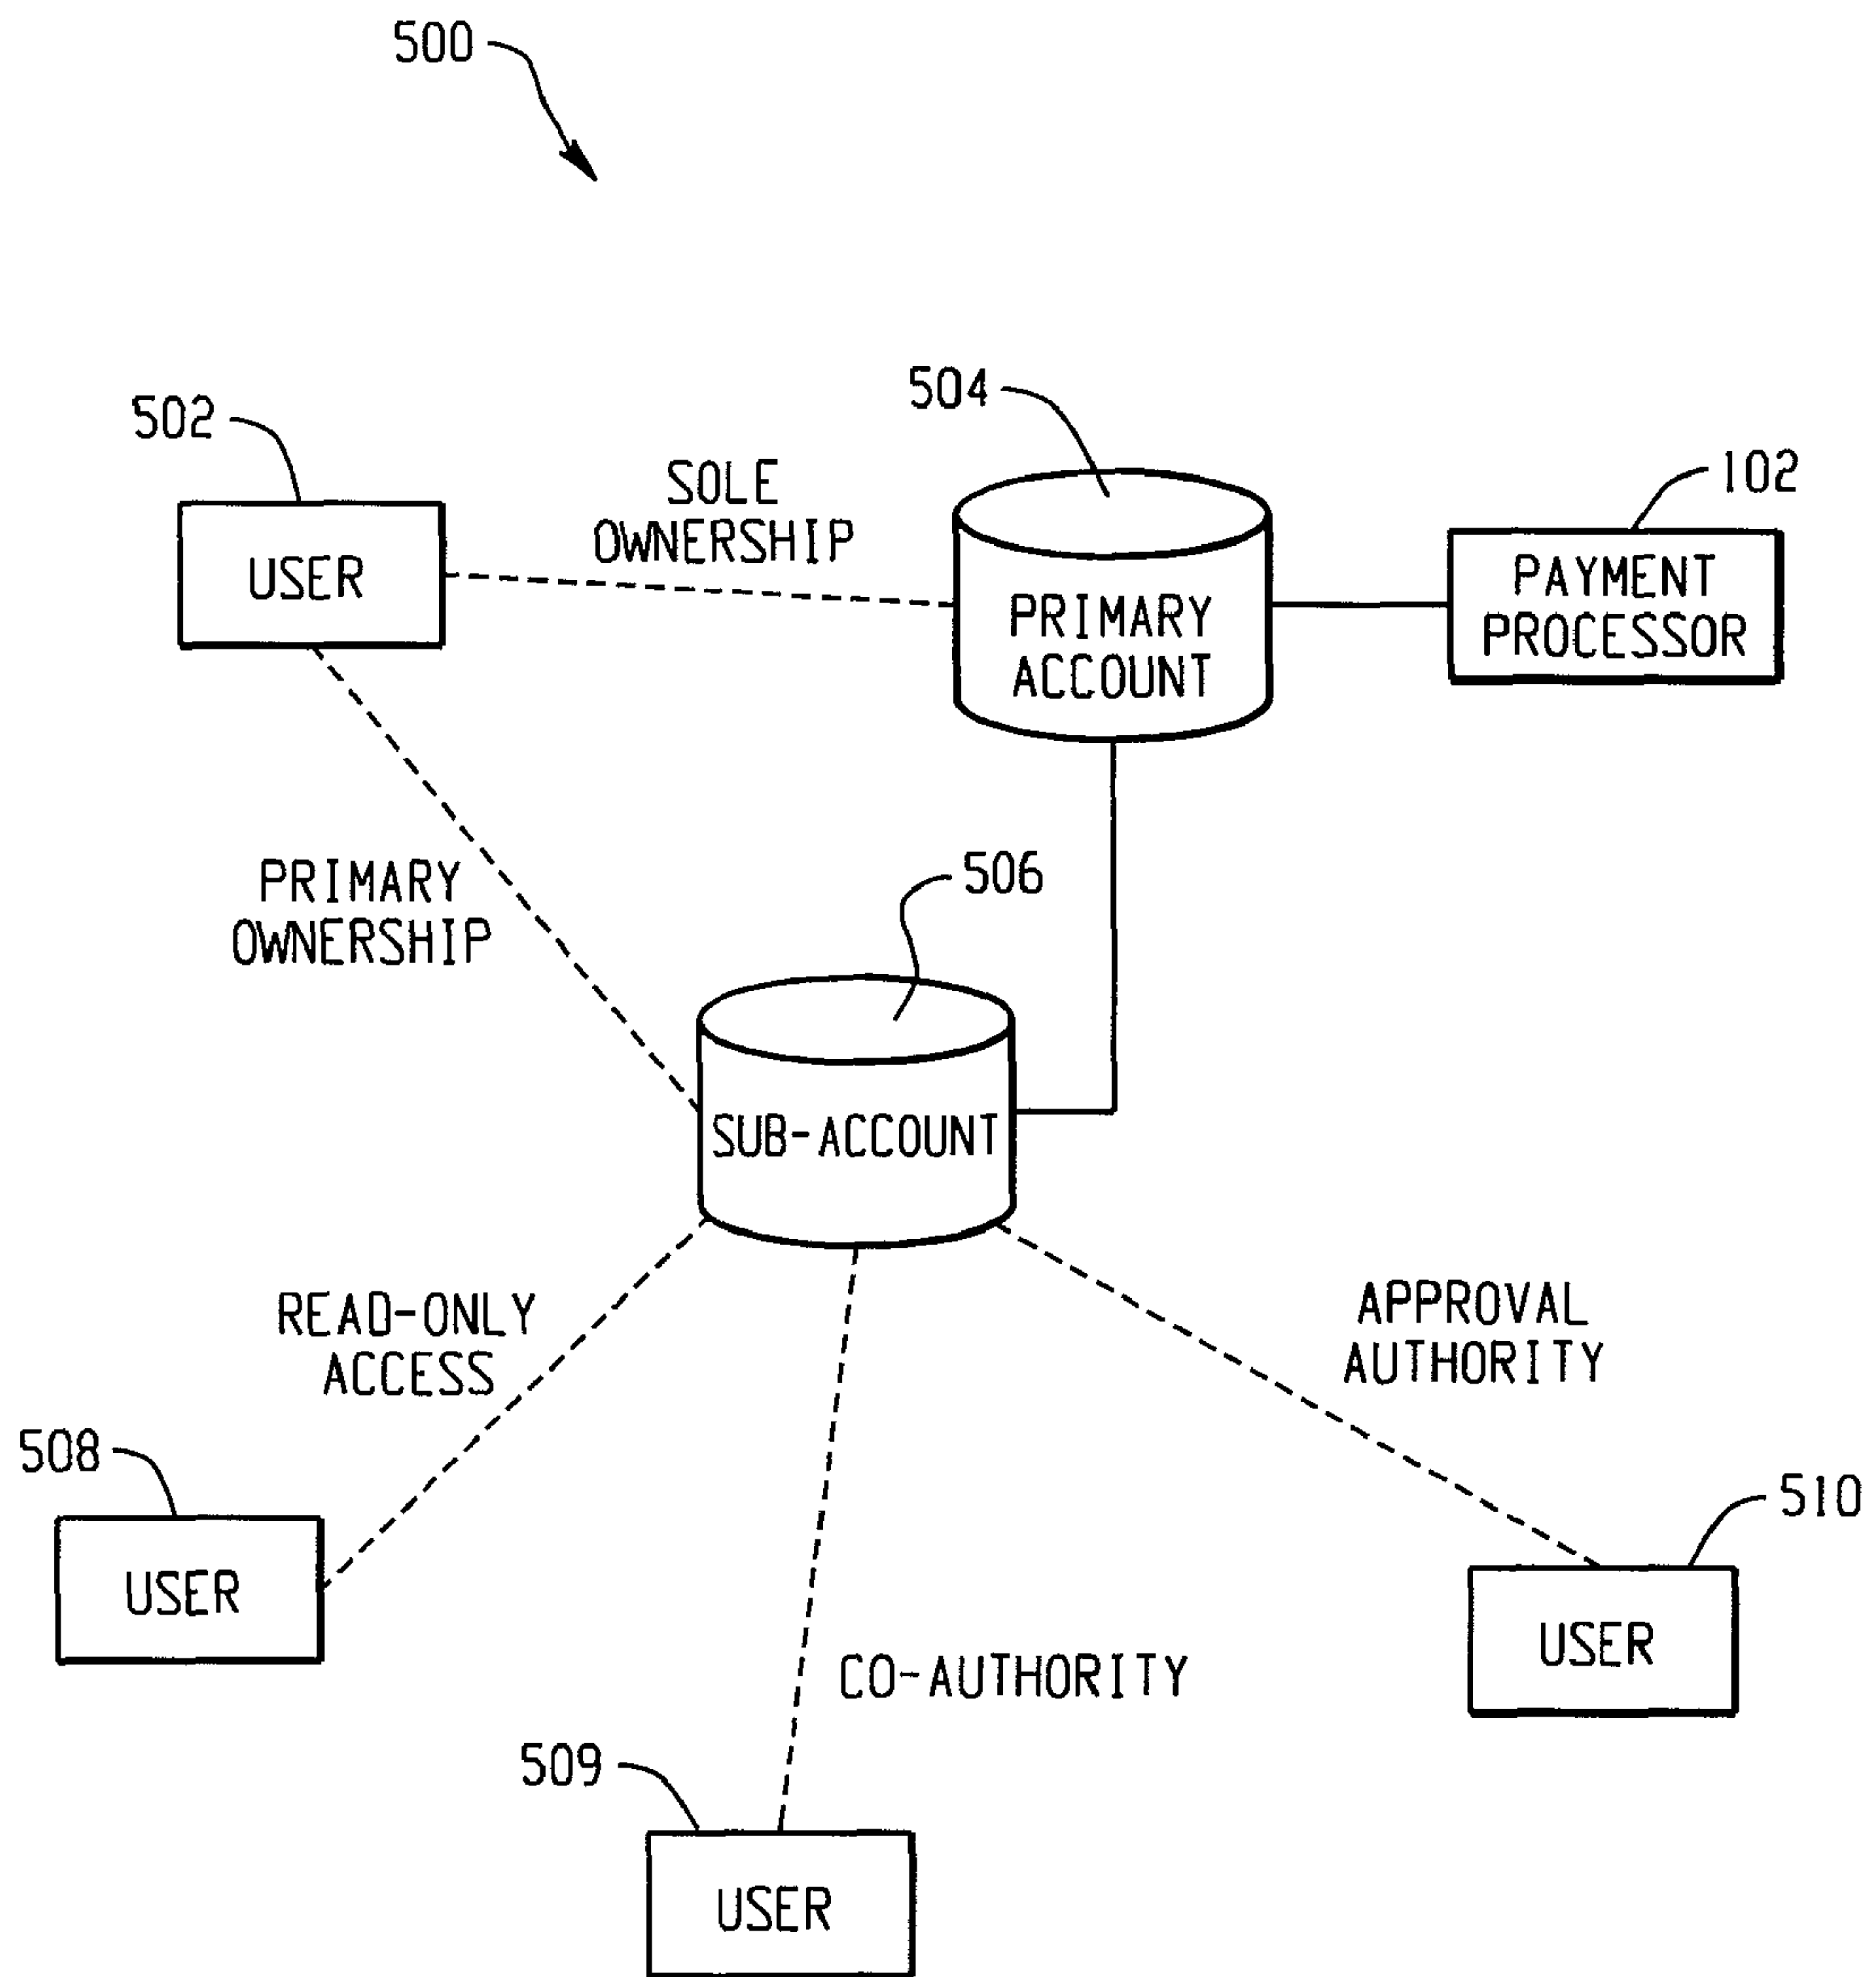 500
504
502
102
SOLE
OWNERSHIP
USER
PRIMARY
ACCOUNT
PAYMENT
PROCESSOR
PRIMARY
OWNERSHIP
506
SUB-ACCOUNT
READ-ONLY
ACCESS
APPROVAL
AUTHORITY
508
510
USER
USER
CO-AUTHORITY
509
USER